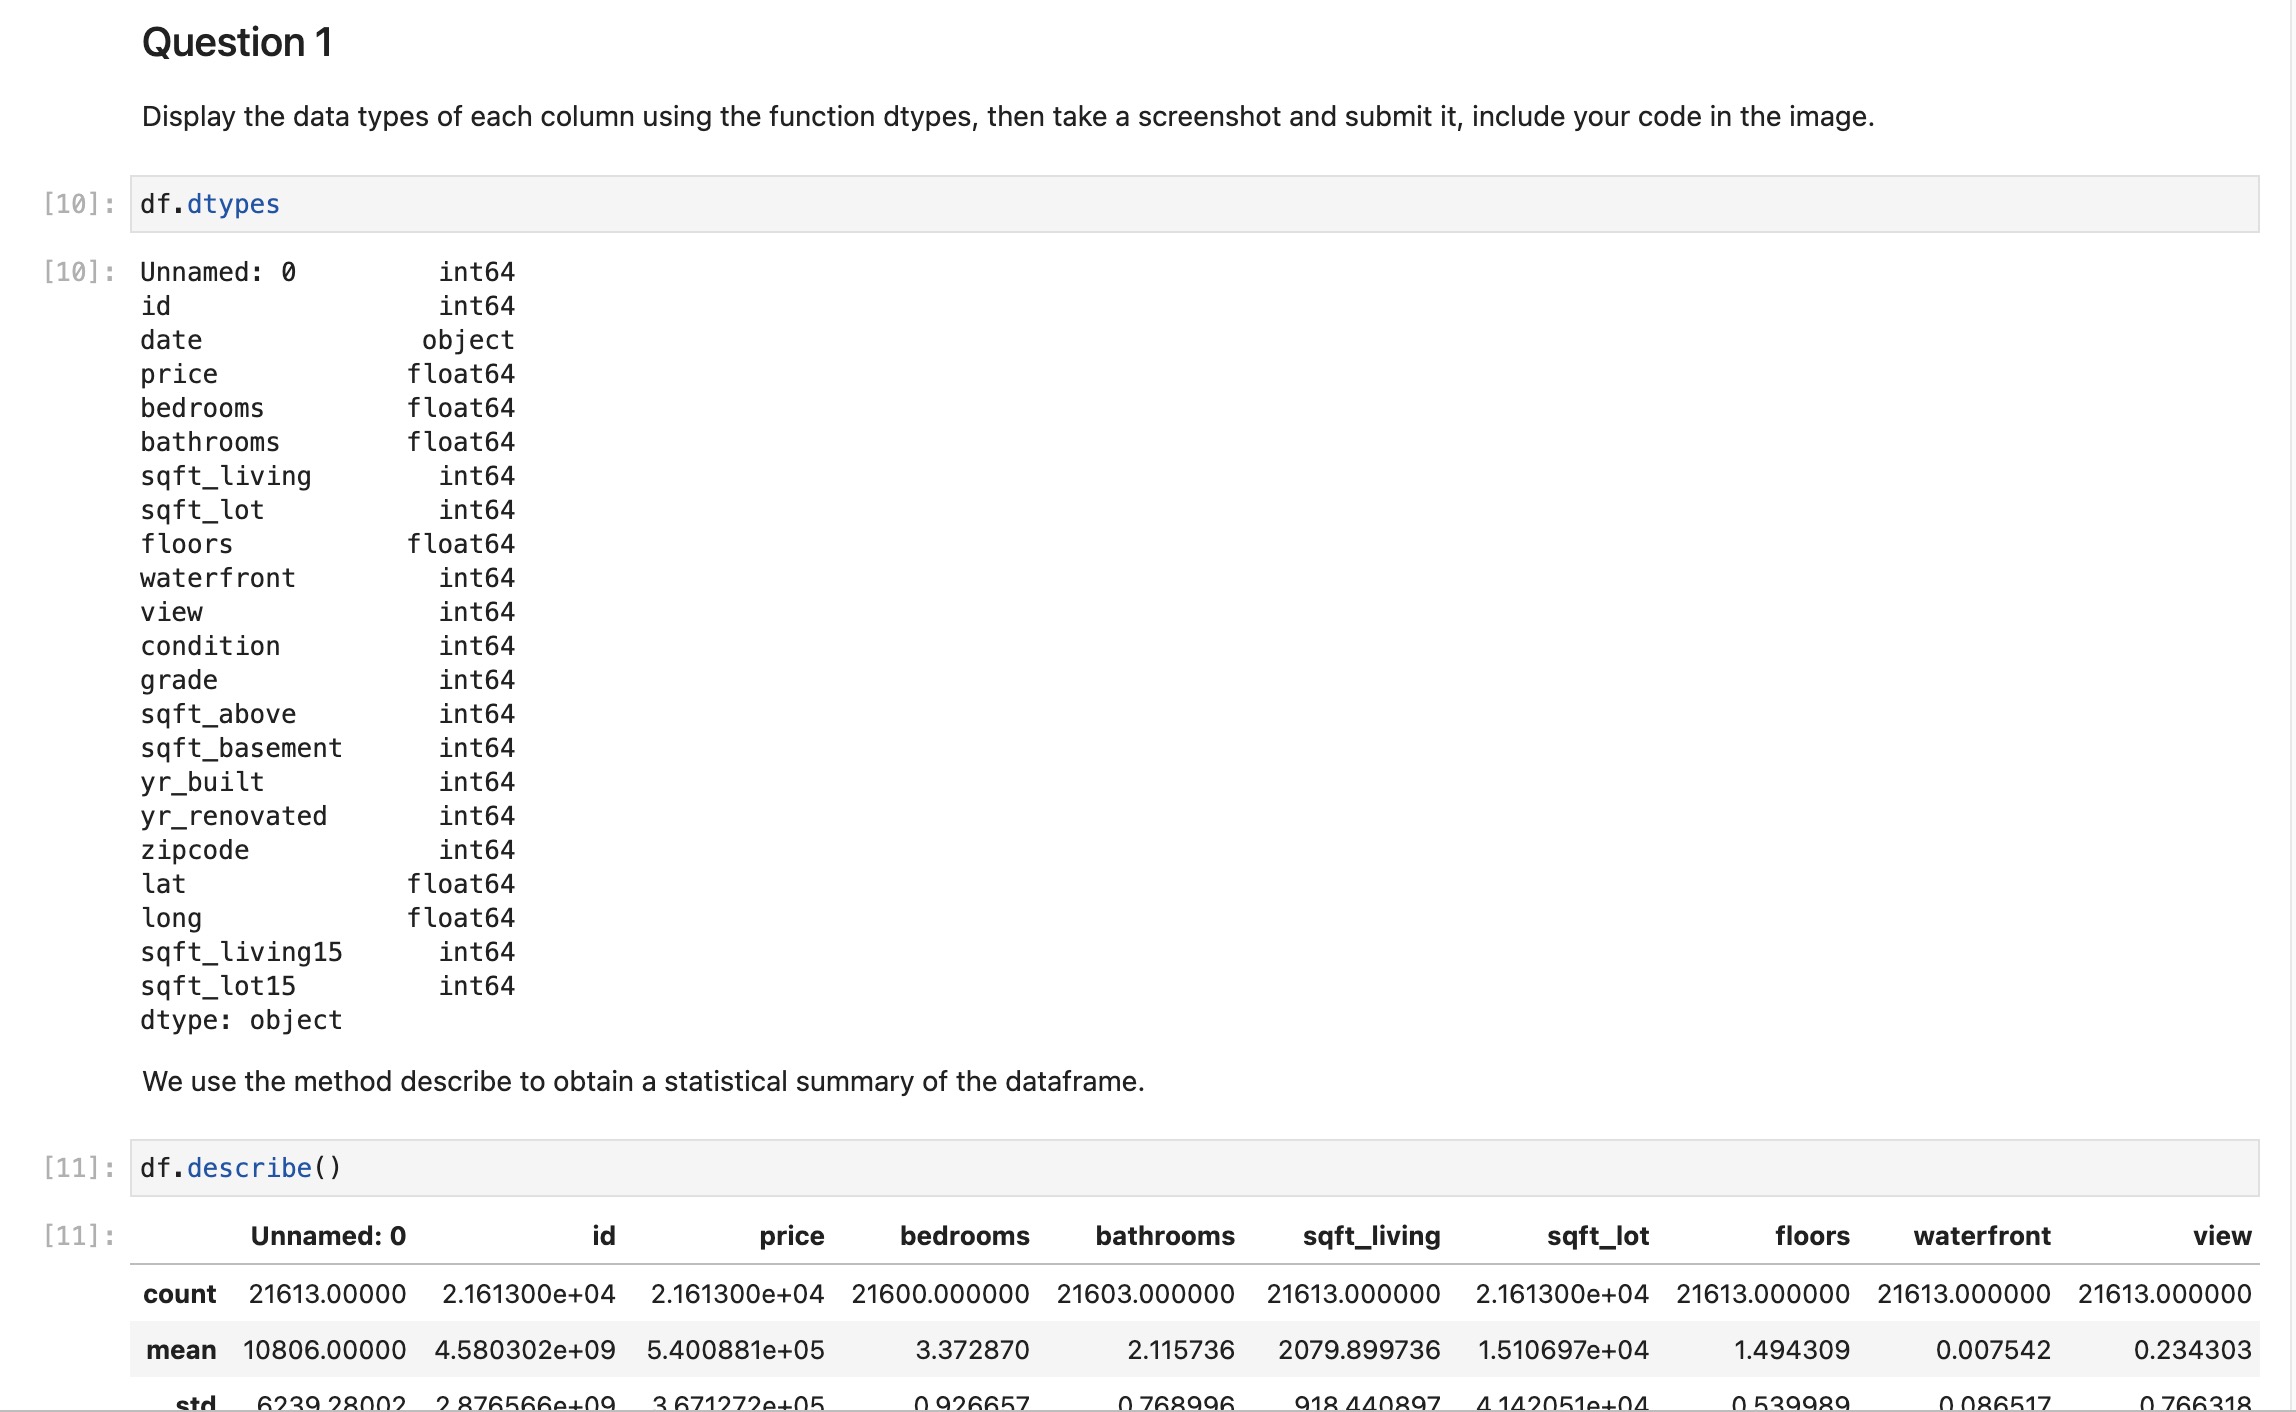 Question 1
Display the data types of each column using the function dtypes, then take a screenshot and submit it, include your code in the image.
[10]: df.dtypes
[10]: Unnamed: 0 int64
id int64
date object
price float64
bedrooms float64
bathrooms float64
sqft_living int64
sqft_lot int64
floors float64
waterfront int64
view int64
condition int64
grade int64
sqft_above int64
sqft_basement int64
yr_built int64
yr_renovated int64
zipcode int64
lat float64
long float64
sqft_living15 int64
sqft_lot15 int64
dtype: object
We use the method describe to obtain a statistical summary of the dataframe.
[11]: df.describe()
[11]: Unnamed: 0 id price bedrooms bathrooms sqft_living sqft_lot floors waterfront view
count 21613.00000 2.161300e+04 2.161300e+04 21600.000000 21603.000000 21613.000000 2.161300e+04 21613.000000 21613.000000 21613.000000
mean 10806.00000 4.580302e+09 5.400881e+05 3.372870 2.115736 2079.899736 1.510697e+04 1.494309 0.007542 0.234303
std 6239.28002 2.876566e+09 3.671272e+05 0.926657 0.768996 918.440897 4.142051e+04 0.539989 0.086517 0.766318